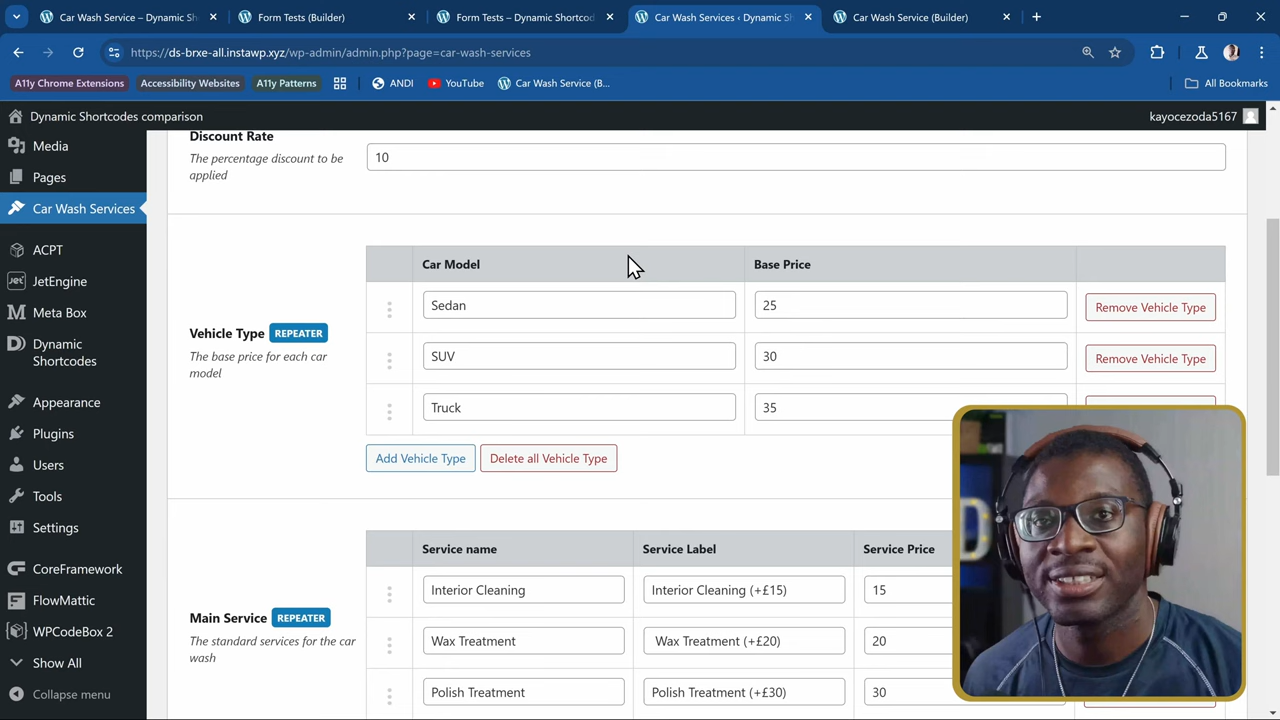 Car Wash Service – Dynamic Sh
Form Tests (Builder)
Form Tests – Dynamic Shortcod
Car Wash Services ‹ Dynamic S
Car Wash Service (Builder)
https://ds-brxe-all.instawp.xyz/wp-admin/admin.php?page=car-wash-services
A11y Chrome Extensions
Accessibility Websites
A11y Patterns
ANDI
YouTube
Car Wash Service (B...
All Bookmarks
Dynamic Shortcodes comparison
kayocezoda5167
Media
Pages
Car Wash Services
ACPT
JetEngine
Meta Box
Dynamic
Shortcodes
Appearance
Plugins
Users
Tools
Settings
CoreFramework
FlowMattic
WPCodeBox 2
Show All
Collapse menu
Discount Rate
The percentage discount to be
applied
10
Car Model
Base Price
Vehicle Type REPEATER
The base price for each car
model
Sedan
25
Remove Vehicle Type
SUV
30
Remove Vehicle Type
Truck
35
Add Vehicle Type
Delete all Vehicle Type
Service name
Service Label
Service Price
Main Service REPEATER
The standard services for the car
wash
Interior Cleaning
Interior Cleaning (+£15)
15
Wax Treatment
Wax Treatment (+£20)
20
Polish Treatment
Polish Treatment (+£30)
30